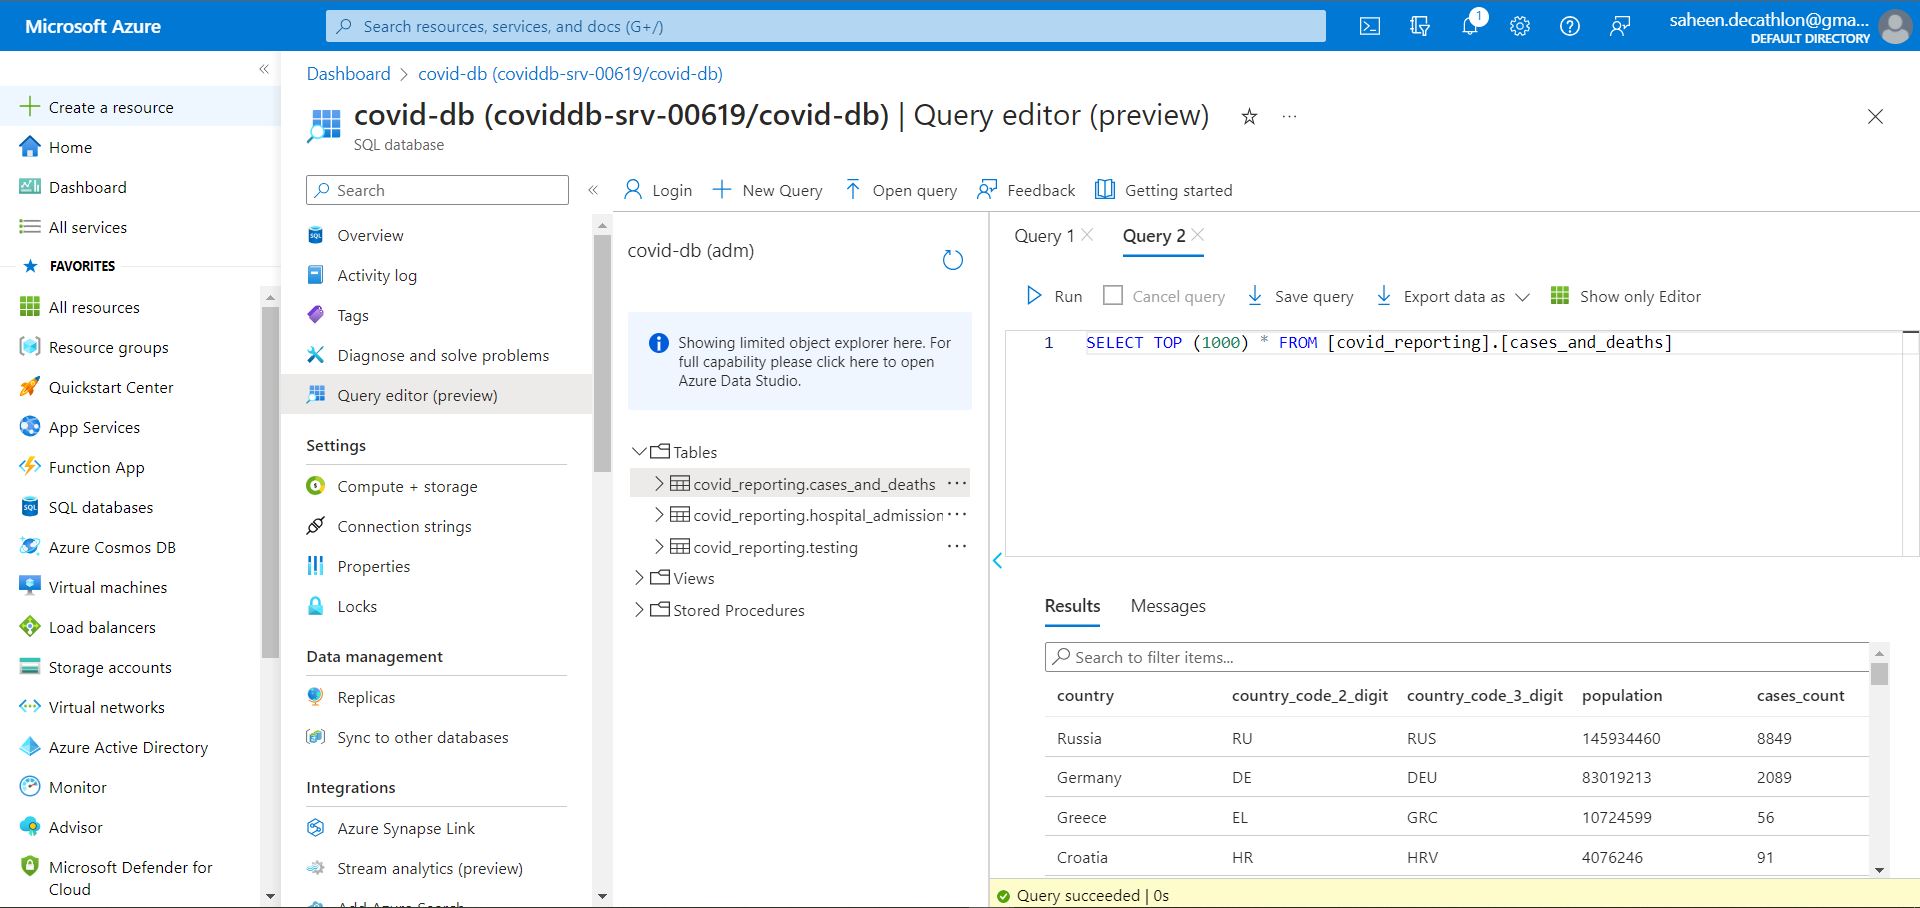 Microsoft Azure
Search resources, services, and docs (G+/)
1
saheen.decathlon@gma...
DEFAULT DIRECTORY
«
Create a resource
Home
Dashboard
All services
FAVORITES
All resources
Resource groups
Quickstart Center
App Services
Function App
SQL databases
Azure Cosmos DB
Virtual machines
Load balancers
Storage accounts
Virtual networks
Azure Active Directory
Monitor
Advisor
Microsoft Defender for
Cloud
Dashboard > covid-db (coviddb-srv-00619/covid-db)
covid-db (coviddb-srv-00619/covid-db) | Query editor (preview)
SQL database
Search
«
Overview
Activity log
Tags
Diagnose and solve problems
Query editor (preview)
Settings
Compute + storage
Connection strings
Properties
Locks
Data management
Replicas
Sync to other databases
Integrations
Azure Synapse Link
Stream analytics (preview)
Add Azure Search
Login
New Query
Open query
Feedback
Getting started
covid-db (adm)
Showing limited object explorer here. For
full capability please click here to open
Azure Data Studio.
Tables
covid_reporting.cases_and_deaths ...
covid_reporting.hospital_admission ...
covid_reporting.testing ...
Views
Stored Procedures
Query 1
Query 2
Run
Cancel query
Save query
Export data as
Show only Editor
1 SELECT TOP (1000) * FROM [covid_reporting].[cases_and_deaths]
Results
Messages
Search to filter items...
country country_code_2_digit country_code_3_digit population cases_count
Russia RU RUS 145934460 8849
Germany DE DEU 83019213 2089
Greece EL GRC 10724599 56
Croatia HR HRV 4076246 91
Query succeeded | 0s